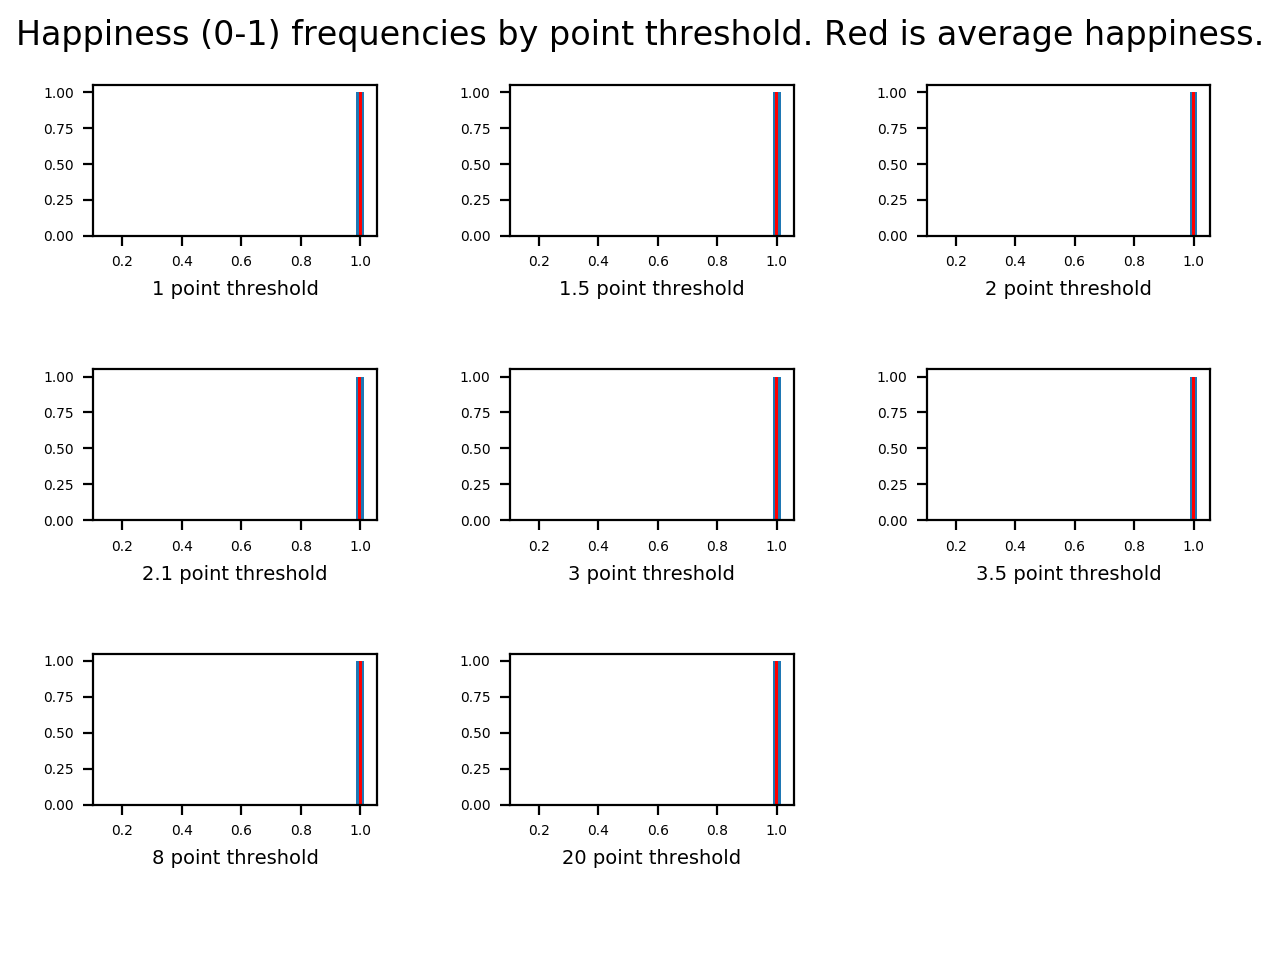 Happiness (0-1) frequencies by point threshold. Red is average happiness.
1.00 1.00 1.00
0.75 0.75 0.75
0.50 0.50 0.50
0.25 0.25 0.25
0.00 0.00 0.00
0.2 0.4 0.6 0.8 1.0 0.2 0.4 0.6 0.8 1.0 0.2 0.4 0.6 0.8 1.0
1 point threshold 1.5 point threshold 2 point threshold
1.00 1.00 1.00
0.75 0.75 0.75
0.50 0.50 0.50
0.25 0.25 0.25
0.00 0.00 0.00
0.2 0.4 0.6 0.8 1.0 0.2 0.4 0.6 0.8 1.0 0.2 0.4 0.6 0.8 1.0
2.1 point threshold 3 point threshold 3.5 point threshold
1.00 1.00
0.75 0.75
0.50 0.50
0.25 0.25
0.00 0.00
0.2 0.4 0.6 0.8 1.0 0.2 0.4 0.6 0.8 1.0
8 point threshold 20 point threshold